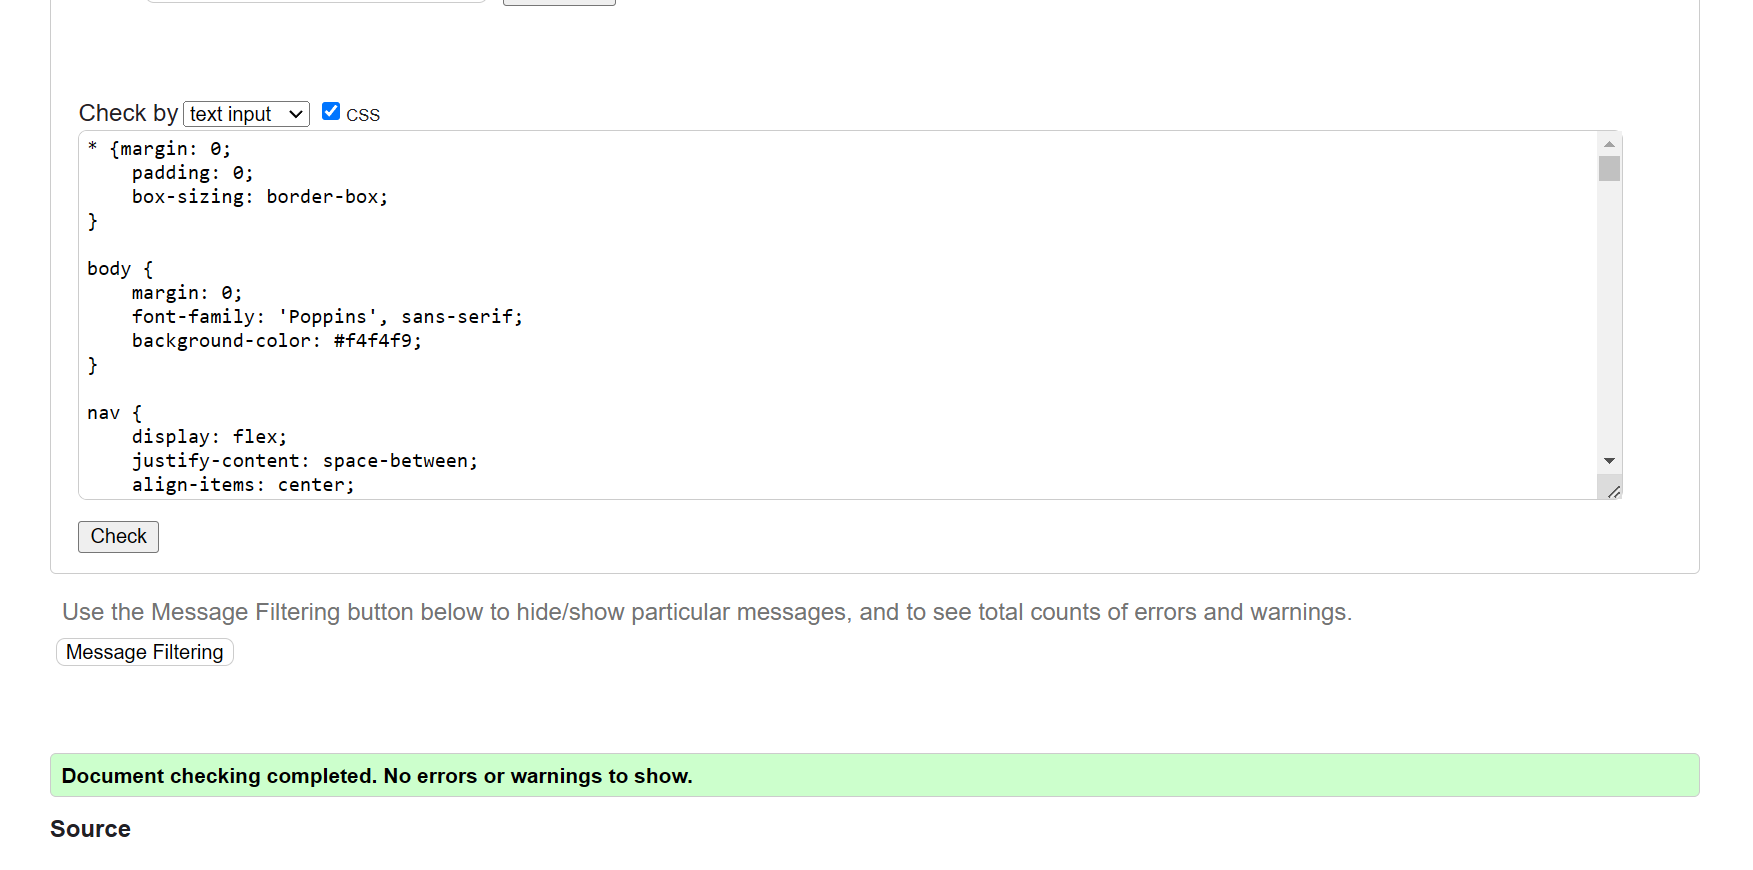 Check by text input CSS
* {margin: 0;
    padding: 0;
    box-sizing: border-box;
}

body {
    margin: 0;
    font-family: 'Poppins', sans-serif;
    background-color: #f4f4f9;
}

nav {
    display: flex;
    justify-content: space-between;
    align-items: center;
Check
Use the Message Filtering button below to hide/show particular messages, and to see total counts of errors and warnings.
Message Filtering
Document checking completed. No errors or warnings to show.
Source